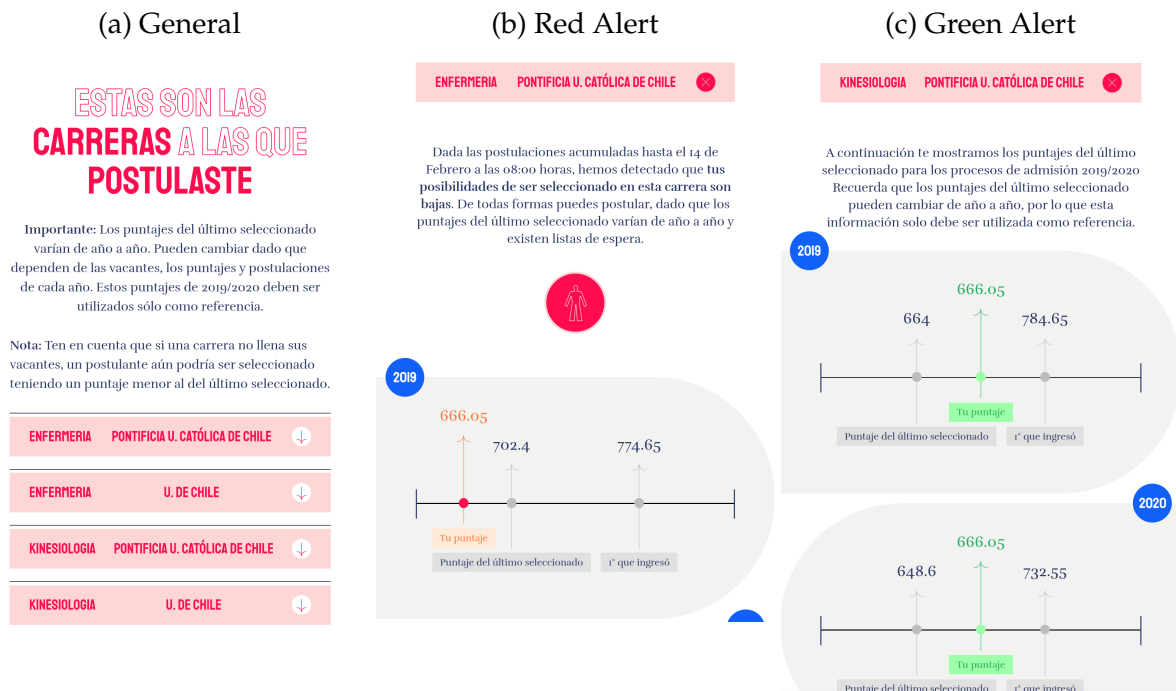 (a) General
ESTAS SON LAS
CARRERAS A LAS QUE
POSTULASTE
Importante: Los puntajes del último seleccionado
varían de año a año. Pueden cambiar dado que
dependen de las vacantes, los puntajes y postulaciones
de cada año. Estos puntajes de 2019/2020 deben ser
utilizados sólo como referencia.
Nota: Ten en cuenta que si una carrera no llena sus
vacantes, un postulante aún podría ser seleccionado
teniendo un puntaje menor al del último seleccionado.
ENFERMERIA PONTIFICIA U. CATÓLICA DE CHILE
ENFERMERIA U. DE CHILE
KINESIOLOGIA PONTIFICIA U. CATÓLICA DE CHILE
KINESIOLOGIA U. DE CHILE
(b) Red Alert
ENFERMERIA PONTIFICIA U. CATÓLICA DE CHILE
Dada las postulaciones acumuladas hasta el 14 de
Febrero a las 08:00 horas, hemos detectado que tus
posibilidades de ser seleccionado en esta carrera son
bajas. De todas formas puedes postular, dado que los
puntajes del último seleccionado varían de año a año y
existen listas de espera.
2019
666.05
702.4 774.65
Tu puntaje
Puntaje del último seleccionado 1° que ingresó
(c) Green Alert
KINESIOLOGIA PONTIFICIA U. CATÓLICA DE CHILE
A continuación te mostramos los puntajes del último
seleccionado para los procesos de admisión 2019/2020
Recuerda que los puntajes del último seleccionado
pueden cambiar de año a año, por lo que esta
información solo debe ser utilizada como referencia.
2019
666.05
664 784.65
Tu puntaje
Puntaje del último seleccionado 1° que ingresó
2020
666.05
648.6 732.55
Tu puntaje
Puntaje del último seleccionado 1° que ingresó